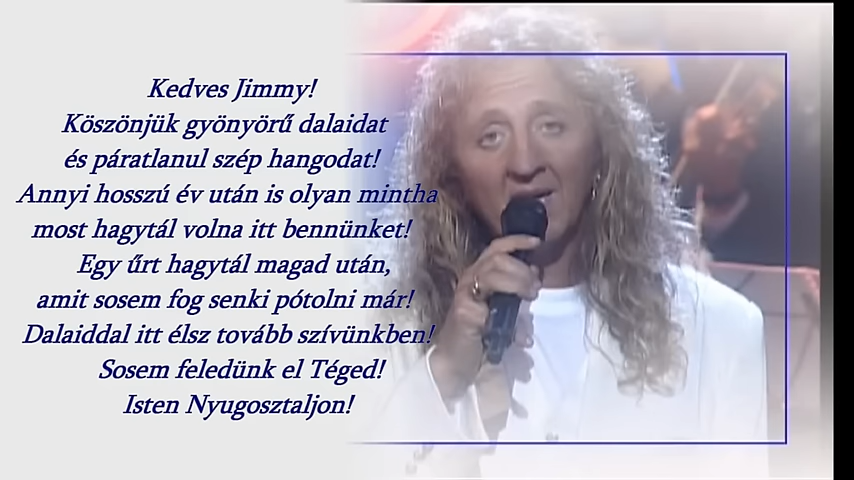 Kedves Jimmy!
Köszönjük gyönyörű dalaidat
és páratlanul szép hangodat!
Annyi hosszú év után is olyan mintha
most hagytál volna itt bennünket!
Egy űrt hagytál magad után,
amit sosem fog senki pótolni már!
Dalaiddal itt élsz tovább szívünkben!
Sosem feledünk el Téged!
Isten Nyugosztaljon!